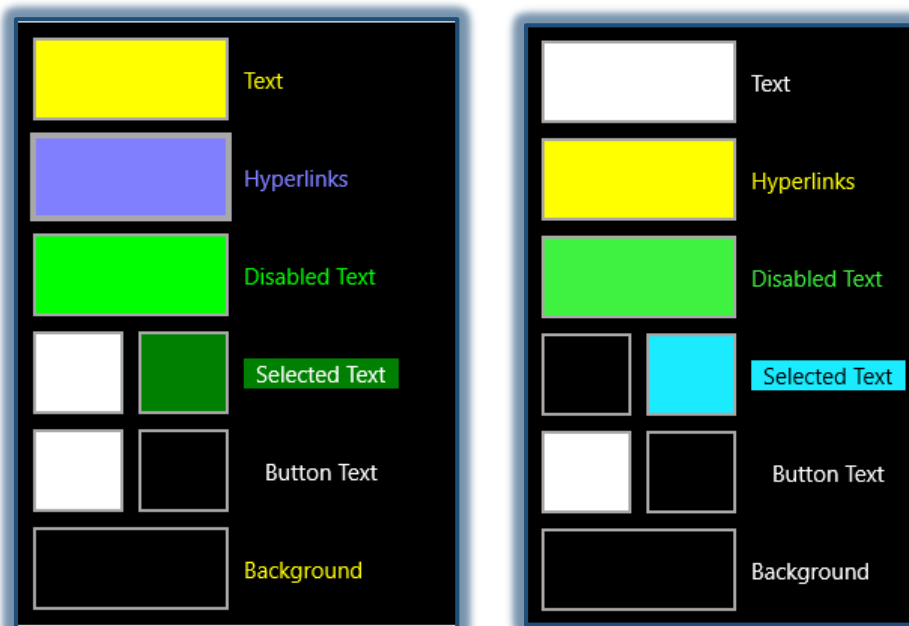 Text
Hyperlinks
Disabled Text
Selected Text
Button Text
Background
Text
Hyperlinks
Disabled Text
Selected Text
Button Text
Background